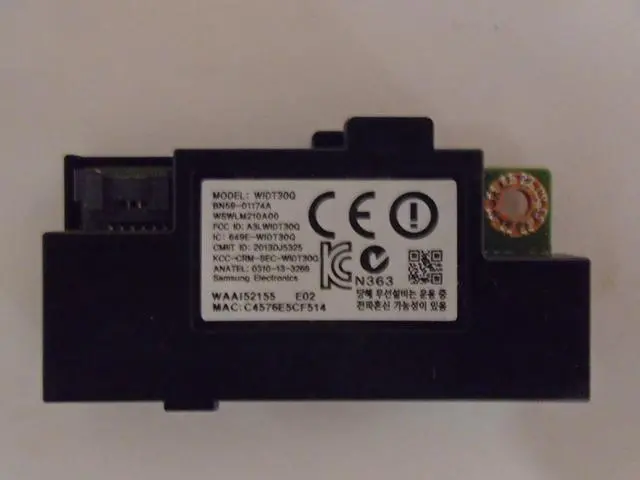 MODEL: WIDT30Q
BN59-01174A
WSWLM210A00
FCC ID: A3LWIDT30Q
IC: 649E-WIDT30Q
CMIIT ID: 2013DJ5325
KCC-CRM-SEC-WIDT30Q
ANATEL: 0310-13-3268
Samsung Electronics
CE
N363
WAAI52155 E02
MAC:C4576E5CF514
당해 무선설비는 운용 중
전파혼신 가능성이 있음